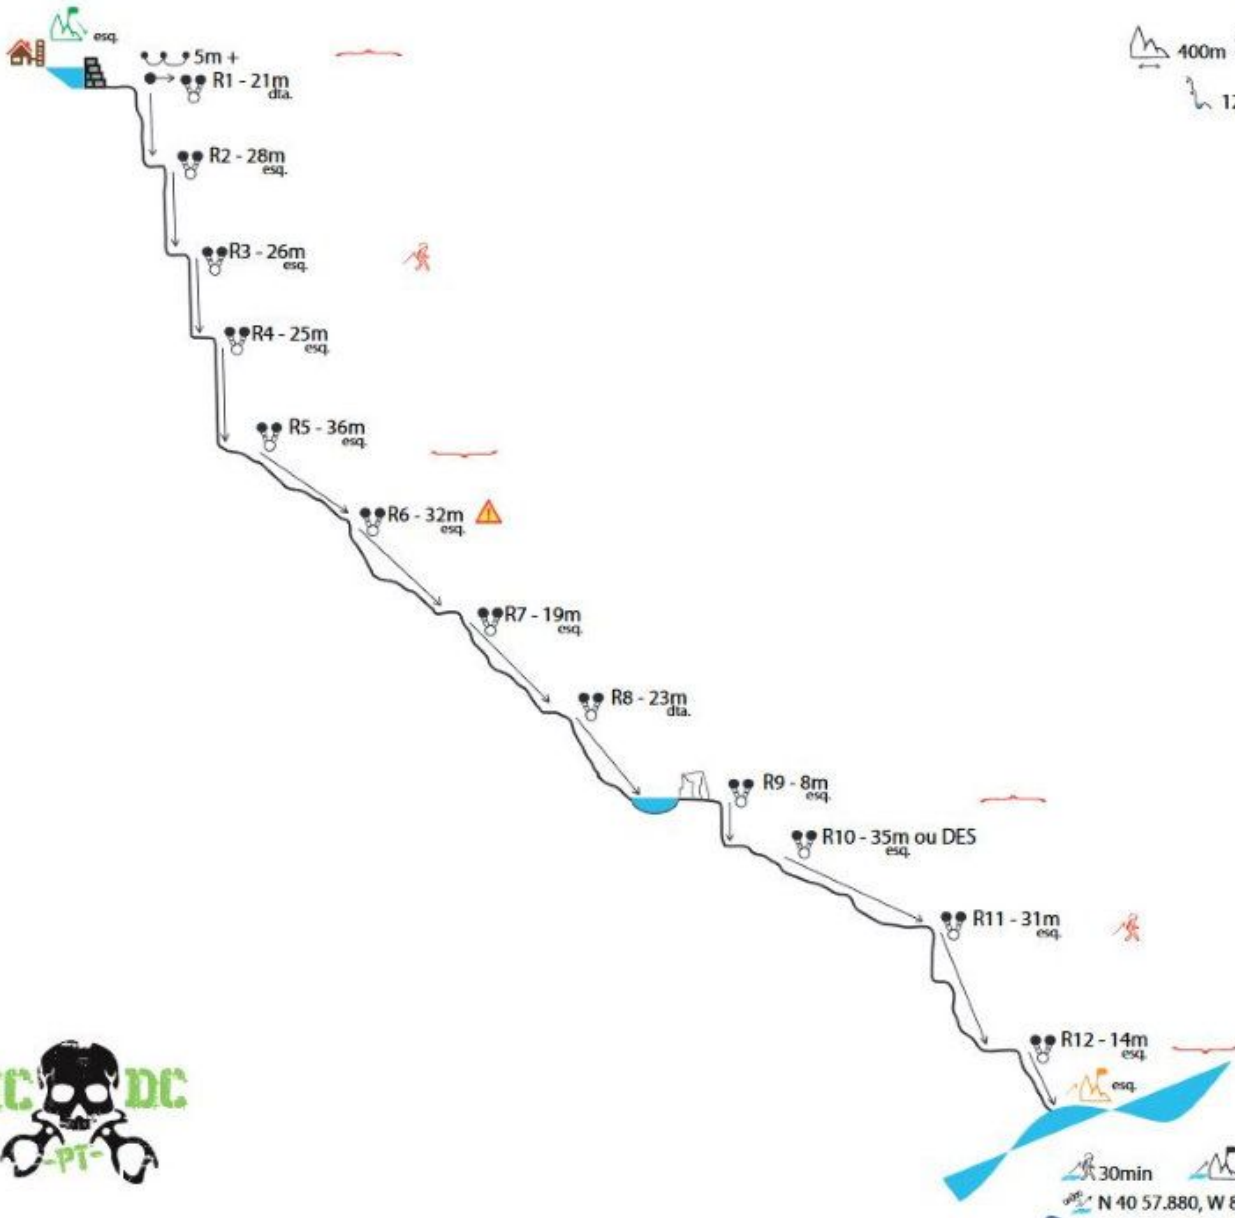 esq.
5m +
400m
R1 - 21m
dta.
R2 - 28m
esq.
R3 - 26m
esq.
R4 - 25m
esq.
R5 - 36m
esq.
R6 - 32m
esq.
R7 - 19m
esq.
R8 - 23m
dta.
R9 - 8m
esq.
R10 - 35m ou DES
esq.
R11 - 31m
esq.
R12 - 14m
esq.
esq.
DC
-PT-
30min
N 40 57.880, W 8